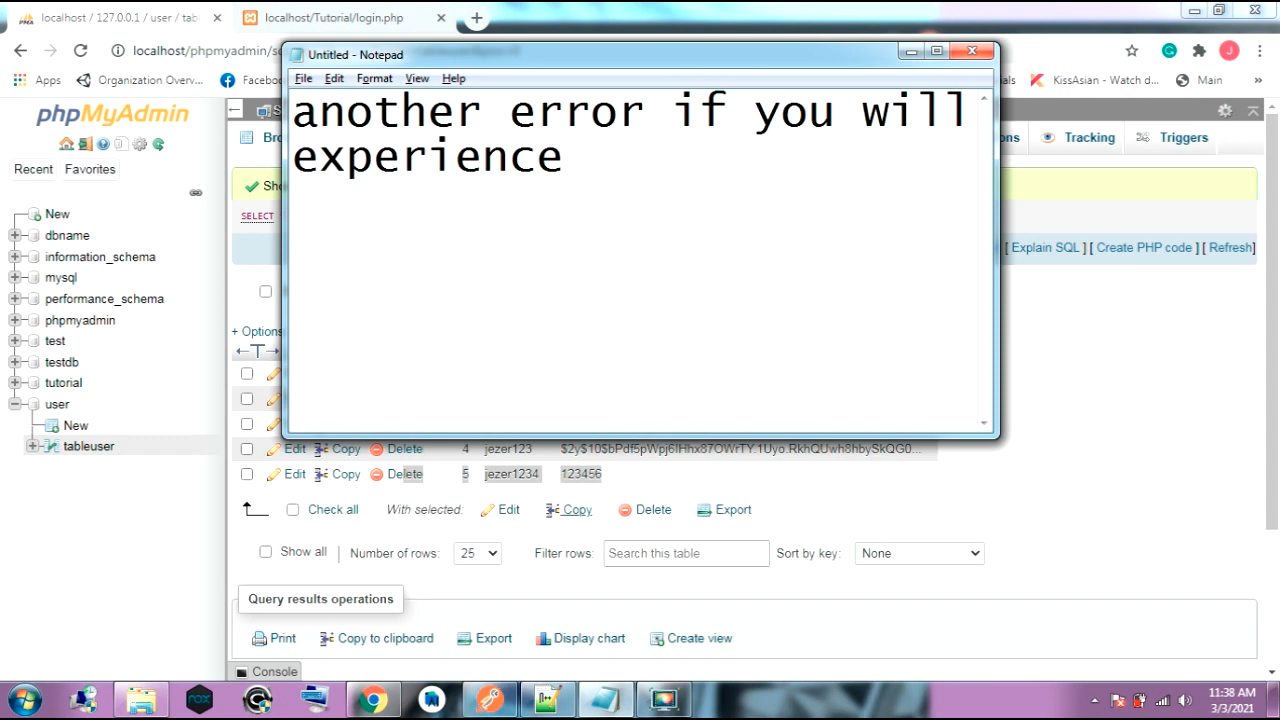 localhost / 127.0.0.1 / user / tab
localhost/Tutorial/login.php
localhost/phpmyadmin/
Apps
Organization Overv...
Facebo
KissAsian - Watch d...
Main
»
Untitled - Notepad
File Edit Format View Help
another error if you will
experience
phpMyAdmin
Recent Favorites
New
dbname
information_schema
mysql
performance_schema
phpmyadmin
test
testdb
tutorial
user
New
tableuser
Bro
Tracking
Triggers
Sho
SELECT
[ Explain SQL ] [ Create PHP code ] [ Refresh]
+ Options
←T→
Edit Copy Delete 4 jezer123
Edit Copy Delete 5 jezer1234 123456
Check all With selected: Edit Copy Delete Export
Show all Number of rows: 25 Filter rows: Search this table Sort by key: None
Query results operations
Print Copy to clipboard Export Display chart Create view
Console
11:38 AM
3/3/2021